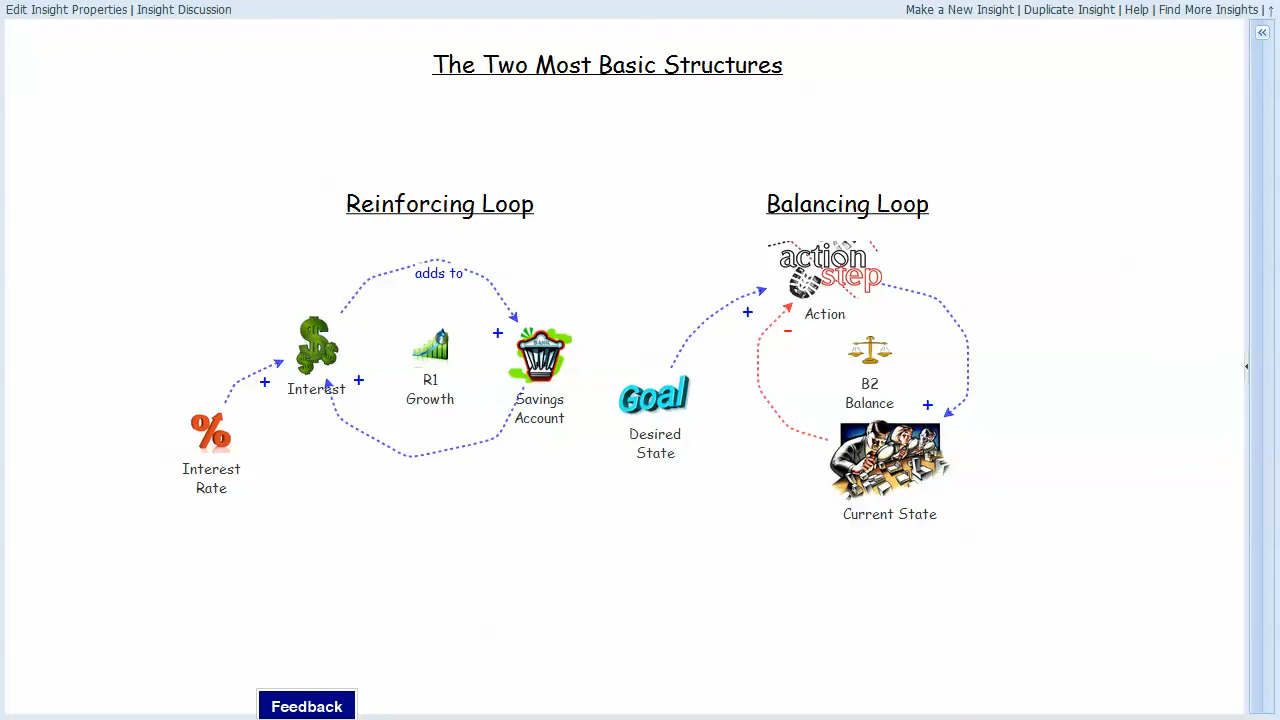 Edit Insight Properties | Insight Discussion
Make a New Insight | Duplicate Insight | Help | Find More Insights | ↑
«
The Two Most Basic Structures
Reinforcing Loop
adds to
+
Interest
+
+
R1
Growth
BANK
Savings
Account
%
Interest
Rate
Balancing Loop
action
step
Action
+
-
B2
Balance
+
Goal
Desired
State
Current State
Feedback